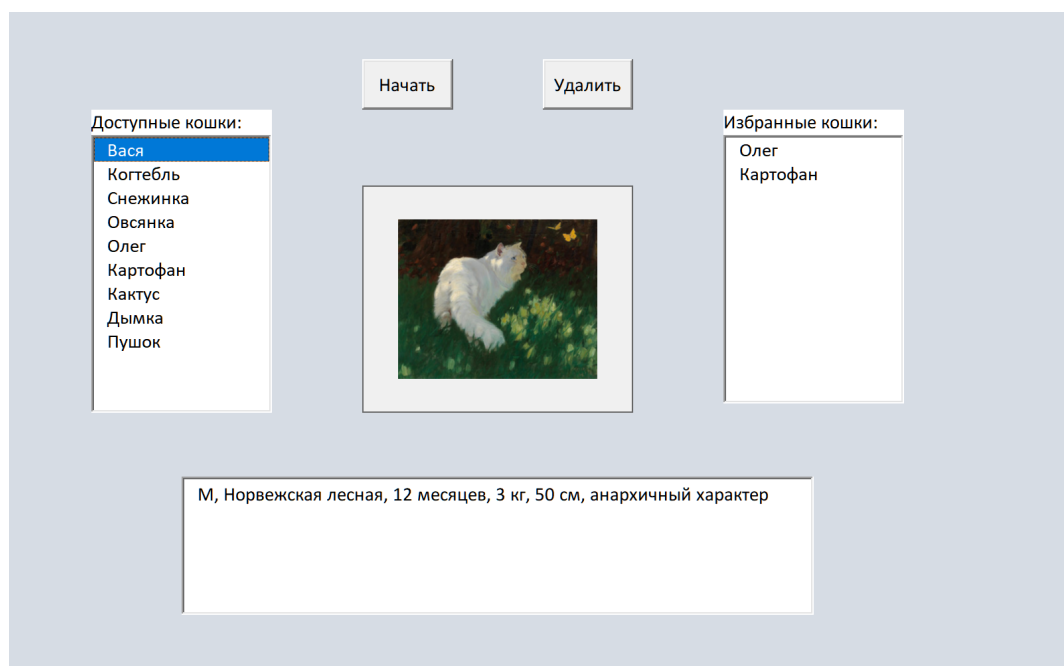 Начать
Удалить
Доступные кошки:
Вася
Когтебль
Снежинка
Овсянка
Олег
Картофан
Кактус
Дымка
Пушок
Избранные кошки:
Олег
Картофан
М, Норвежская лесная, 12 месяцев, 3 кг, 50 см, анархичный характер